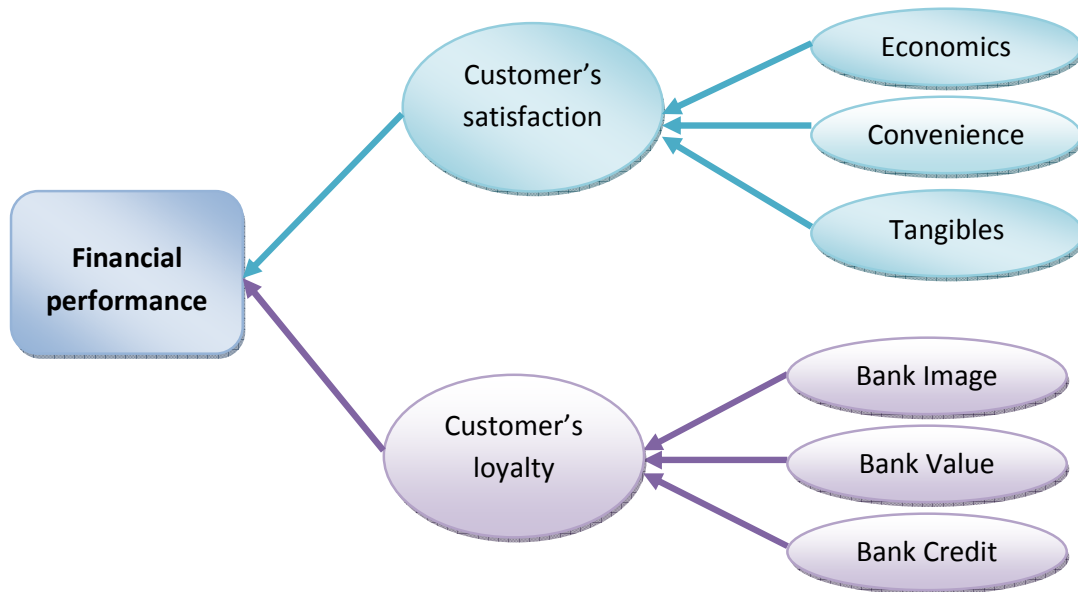 Financial
performance
Customer’s
satisfaction
Economics
Convenience
Tangibles
Customer’s
loyalty
Bank Image
Bank Value
Bank Credit